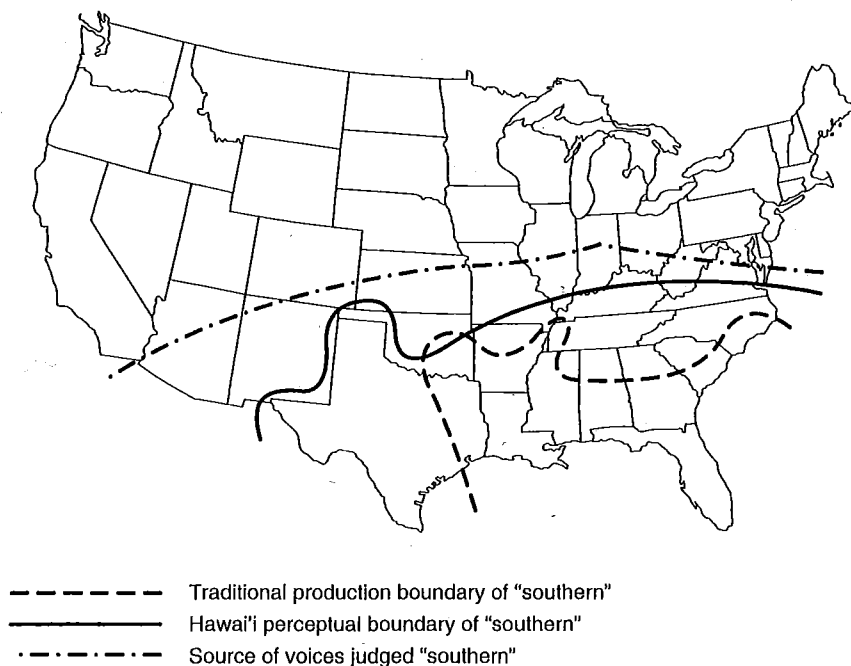 Traditional production boundary of “southern”
Hawai'i perceptual boundary of “southern”
Source of voices judged “southern”